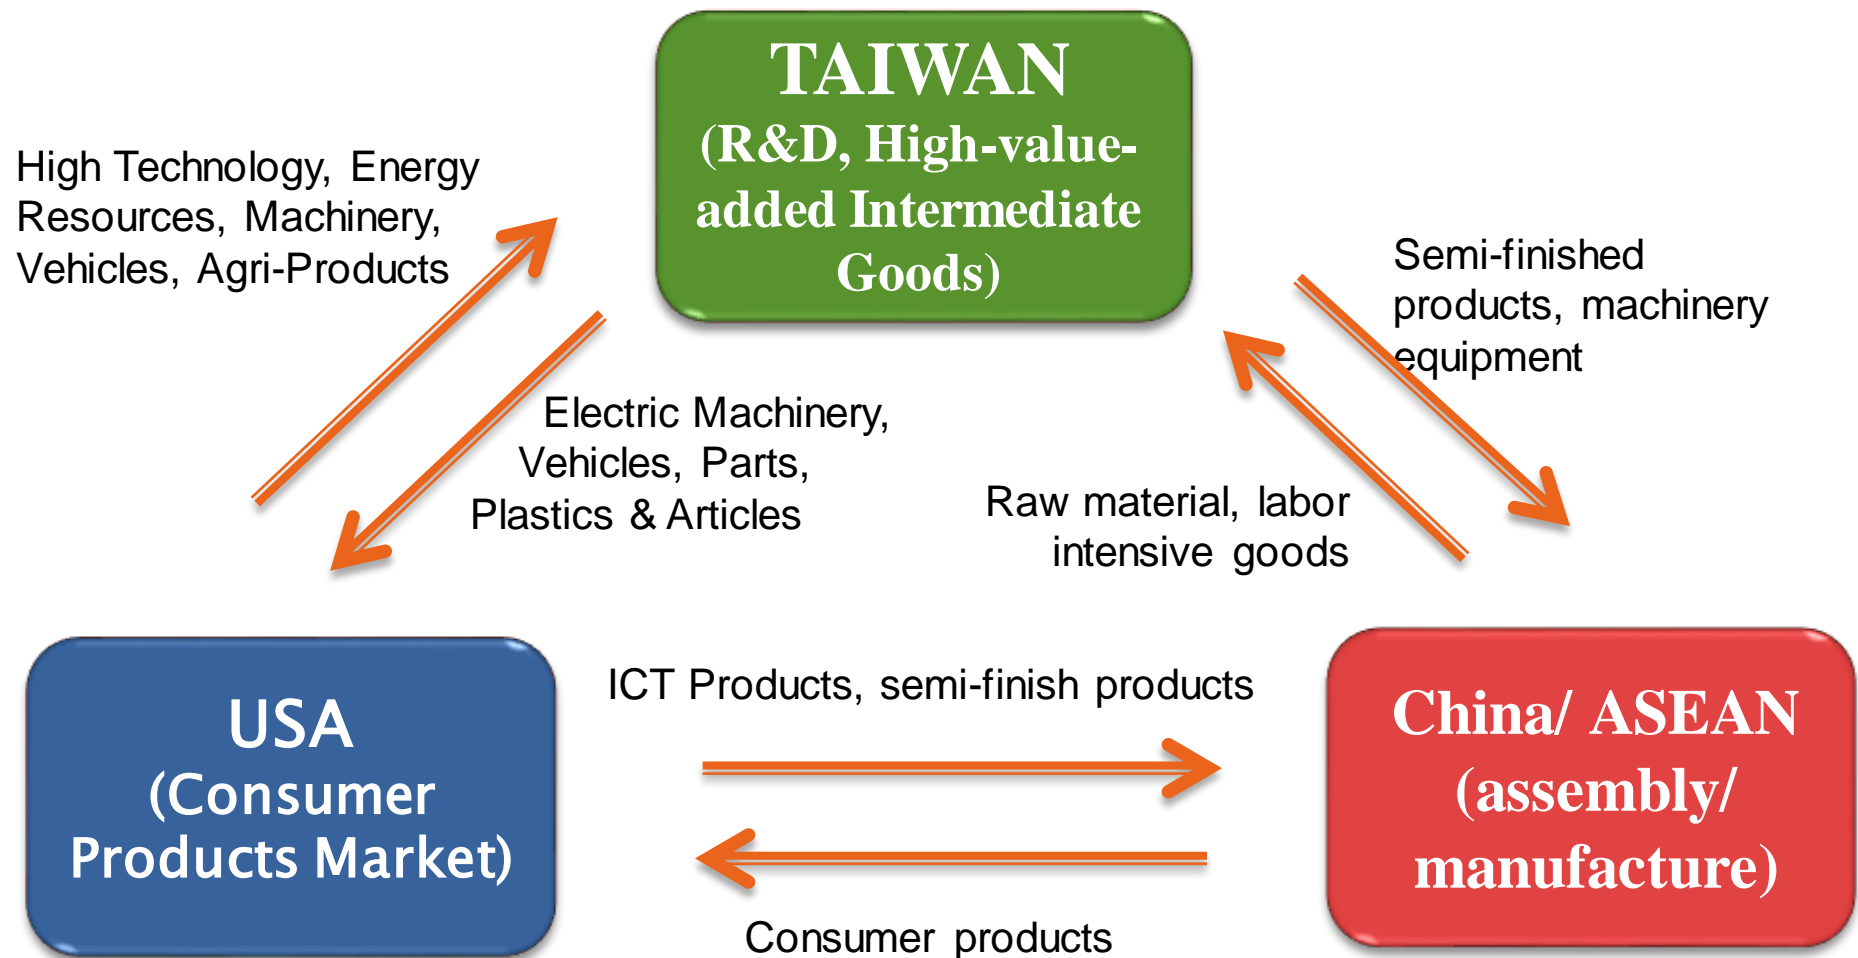 TAIWAN
(R&D, High-value-
added Intermediate
Goods)
High Technology, Energy
Resources, Machinery,
Vehicles, Agri-Products
Semi-finished
products, machinery
equipment
Electric Machinery,
Vehicles, Parts,
Plastics & Articles
Raw material, labor
intensive goods
USA
(Consumer
Products Market)
ICT Products, semi-finish products
China/ ASEAN
(assembly/
manufacture)
Consumer products